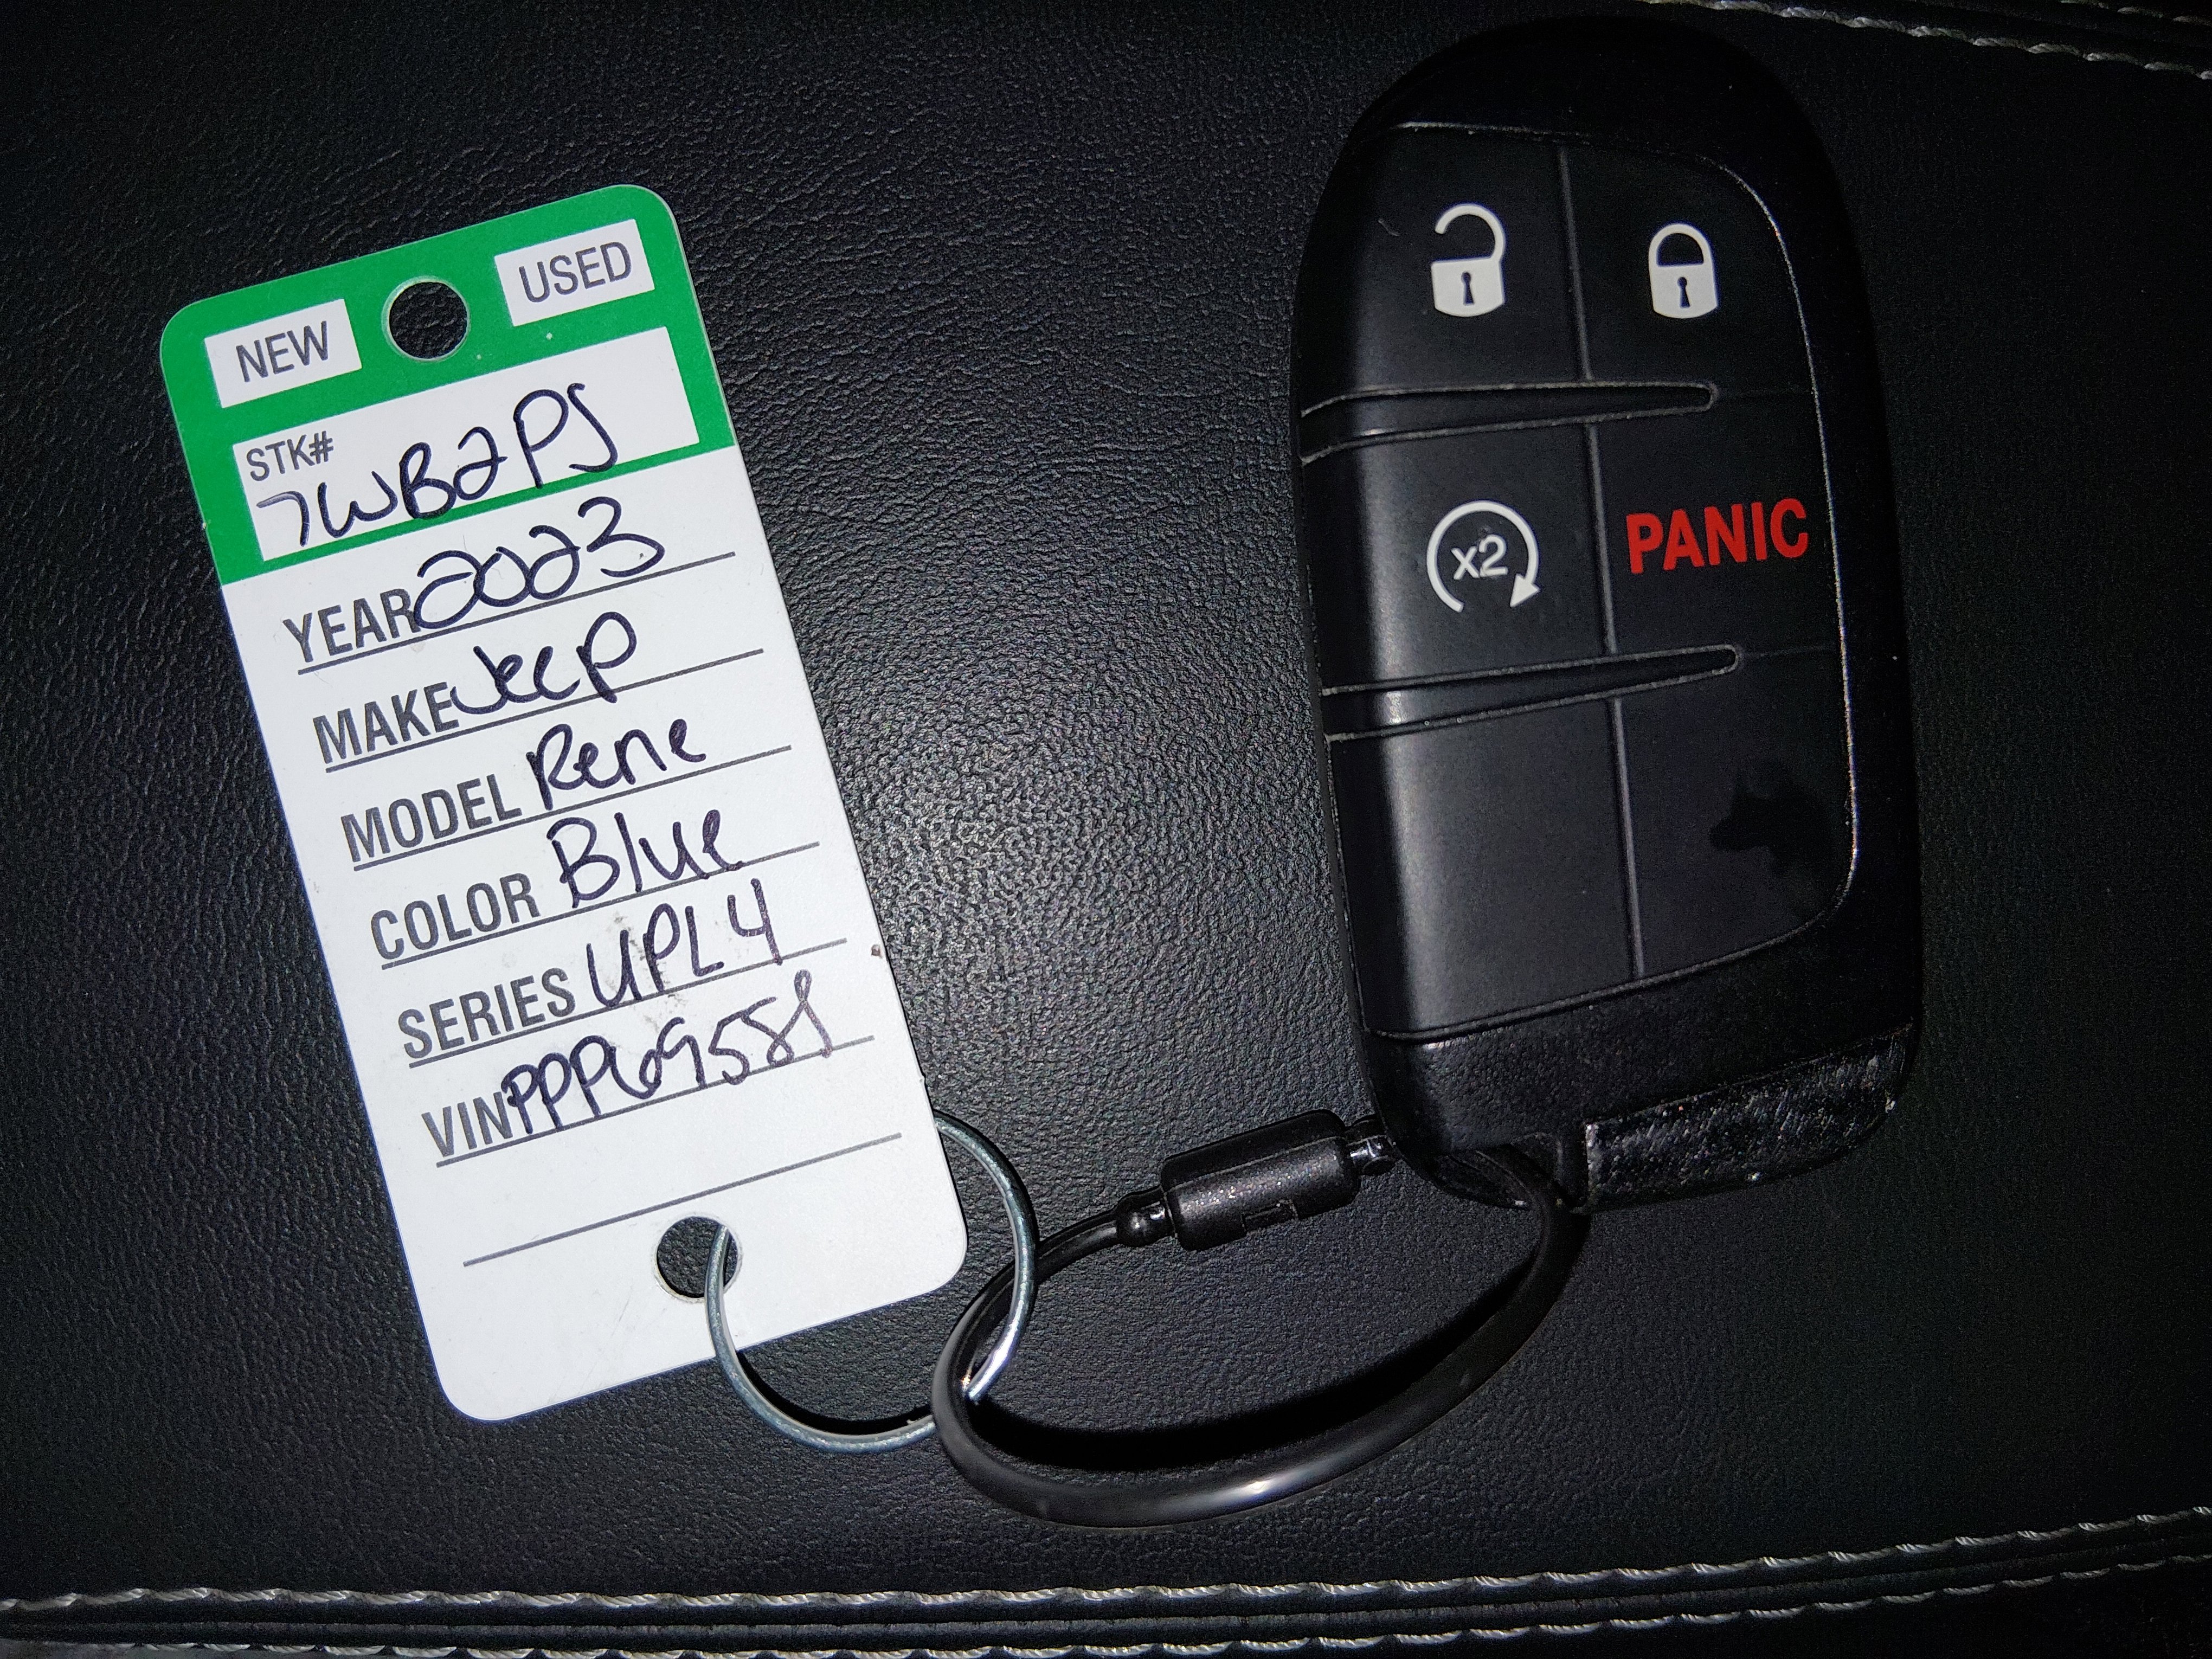 NEW USED
STK#
7WB2PJ
YEAR 2023
MAKE Jeep
MODEL Rene
COLOR Blue
SERIES UPL4
VIN PPP69581
x2 PANIC